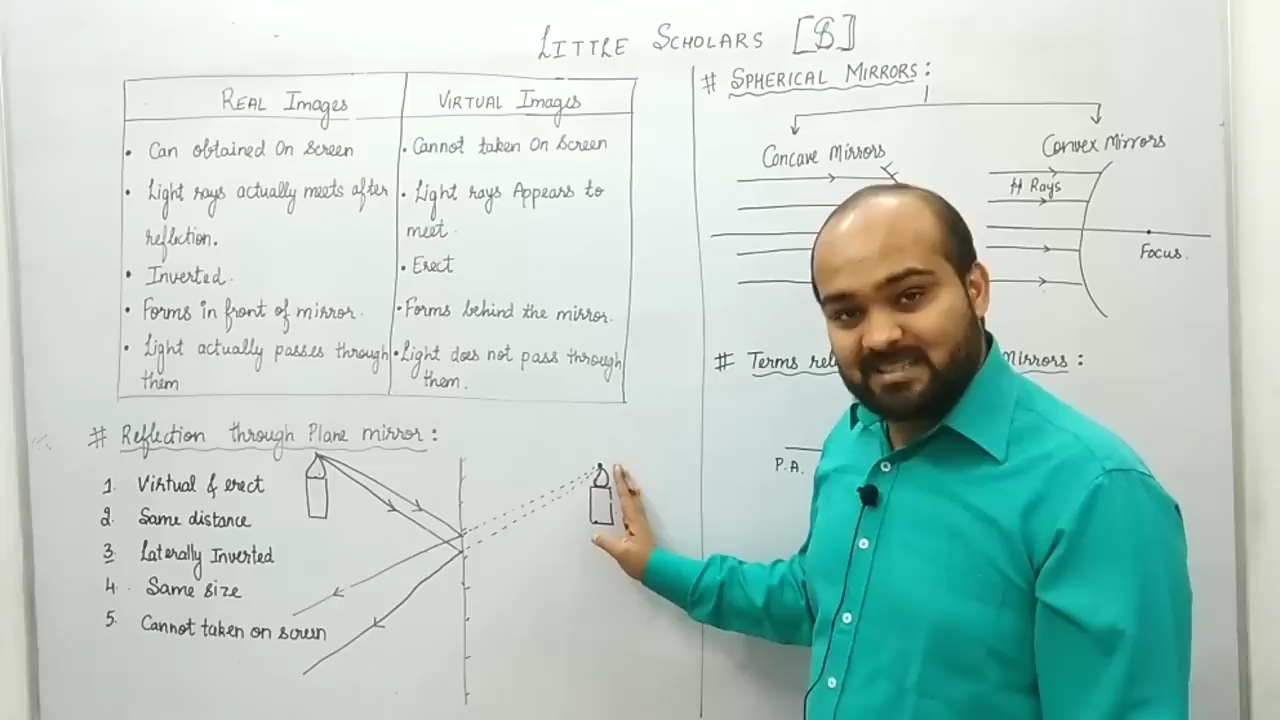 LITTLE SCHOLARS [$]
REAL Images
• Can obtained On Screen
• Light rays actually meets after
reflection.
• Inverted.
• Forms in front of mirror.
• Light actually passes through
them
VIRTUAL Images
• Cannot taken On Screen
• Light rays Appears to
meet.
• Erect
• Forms behind the mirror.
• Light does not pass through
them.
# Reflection through Plane mirror:
1. Virtual & erect
2. Same distance
3. Laterally Inverted
4. Same size
5. Cannot taken on screen
# SPHERICAL MIRRORS:
Concave Mirrors
Convex Mirrors
Rays
Focus.
# Terms Mirrors:
P.A.